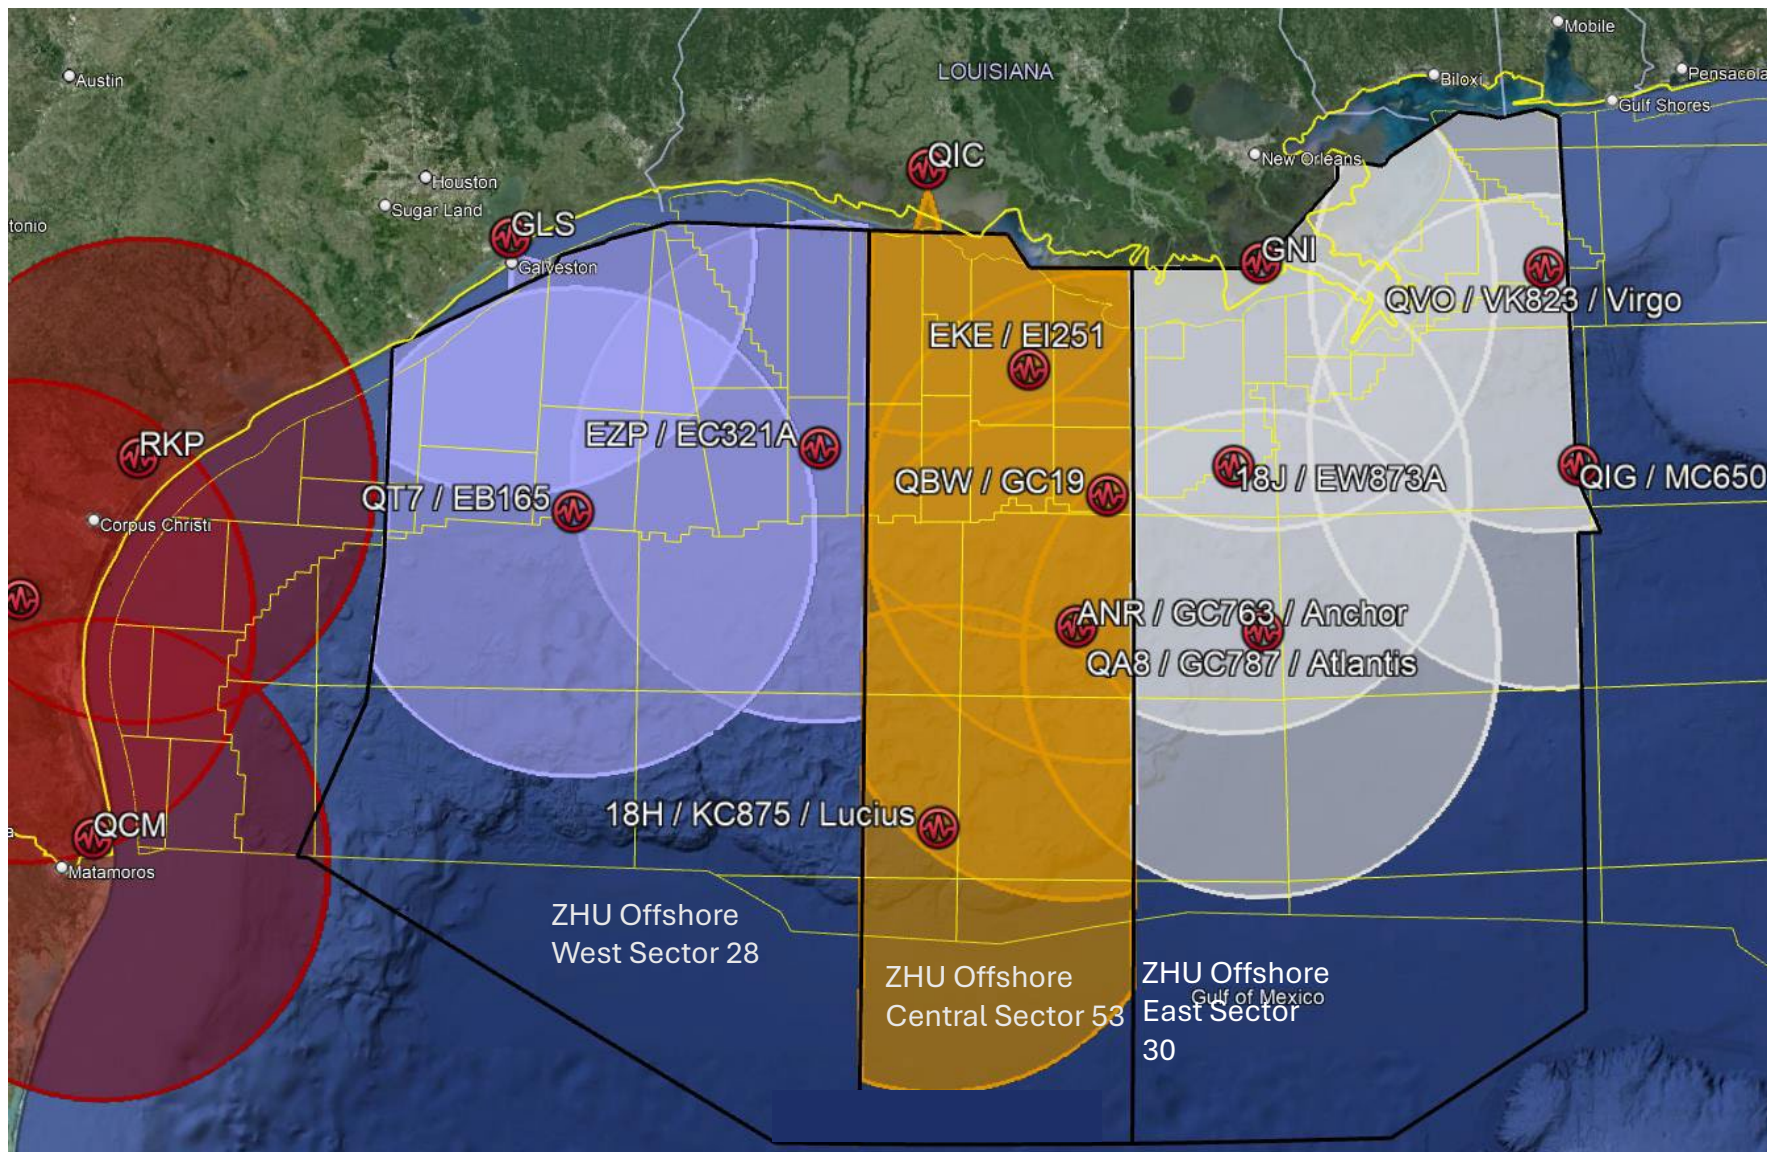 Mobile
LOUISIANA
Pensacola
Austin
Biloxi
Gulf Shores
QIC
New Orleans
Houston
Sugar Land
tonio
GLS
GNI
Galveston
QVO / VK823 / Virgo
EKE / EI251
EZP / EC321A
RKP
QBW / GC19
18J / EW873A
QIG / MC650
QT7 / EB165
Corpus Christi
ANR / GC763 / Anchor
QA8 / GC787 / Atlantis
18H / KC875 / Lucius
QCM
a
Matamoros
ZHU Offshore
West Sector 28
ZHU Offshore
Central Sector 53
ZHU Offshore
Gulf of Mexico
East Sector
30